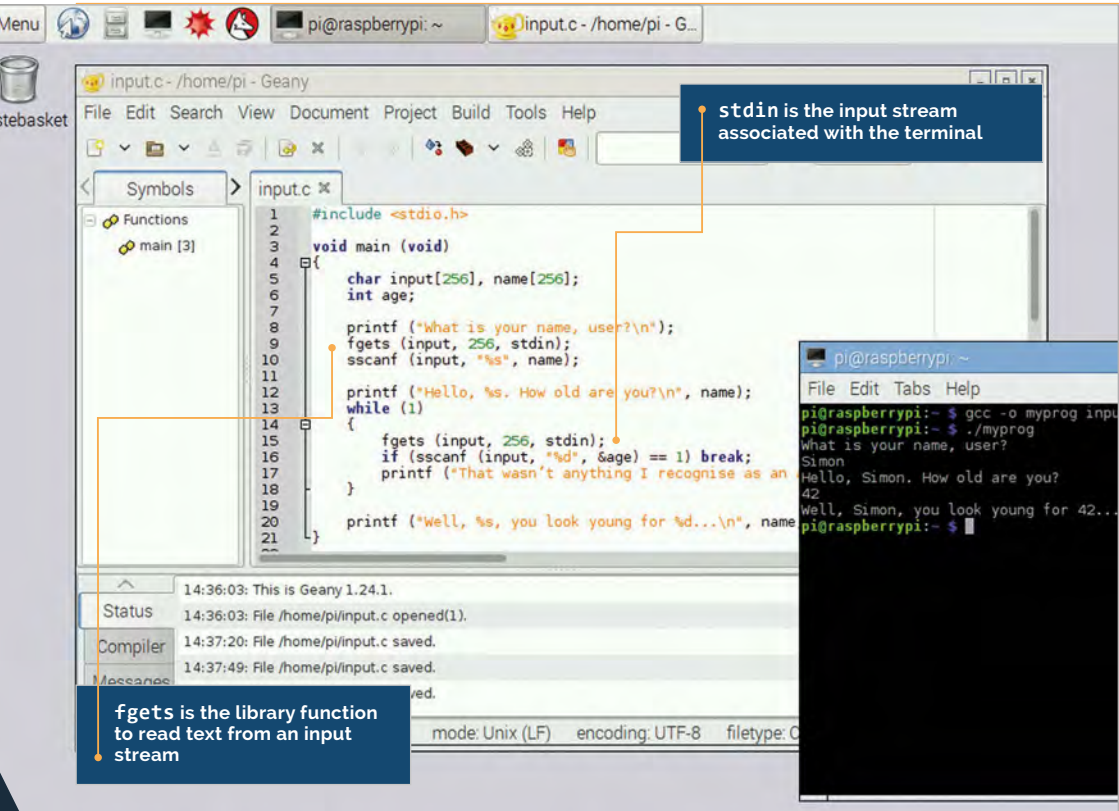 Menu
pi@raspberrypi: ~
input.c - /home/pi - G...
stebasket
input.c - /home/pi - Geany
File Edit Search View Document Project Build Tools Help
stdin is the input stream
associated with the terminal
Symbols
input.c
Functions
main [3]
1 #include <stdio.h>
2
3 void main (void)
4 {
5 char input[256], name[256];
6 int age;
7
8 printf ("What is your name, user?\n");
9 fgets (input, 256, stdin);
10 sscanf (input, "%s", name);
11
12 printf ("Hello, %s. How old are you?\n", name);
13 while (1)
14 {
15 fgets (input, 256, stdin);
16 if (sscanf (input, "%d", &age) == 1) break;
17 printf ("That wasn't anything I recognise as an
18 }
19
20 printf ("Well, %s, you look young for %d...\n", name
21 }
pi@raspberrypi: ~
File Edit Tabs Help
pi@raspberrypi:~ $ gcc -o myprog inpu
pi@raspberrypi:~ $ ./myprog
What is your name, user?
Simon
Hello, Simon. How old are you?
42
Well, Simon, you look young for 42...
pi@raspberrypi:~ $
Status
Compiler
Messages
14:36:03: This is Geany 1.24.1.
14:36:03: File /home/pi/input.c opened(1).
14:37:20: File /home/pi/input.c saved.
14:37:49: File /home/pi/input.c saved.
ved.
fgets is the library function
to read text from an input
stream
mode: Unix (LF) encoding: UTF-8 filetype: C